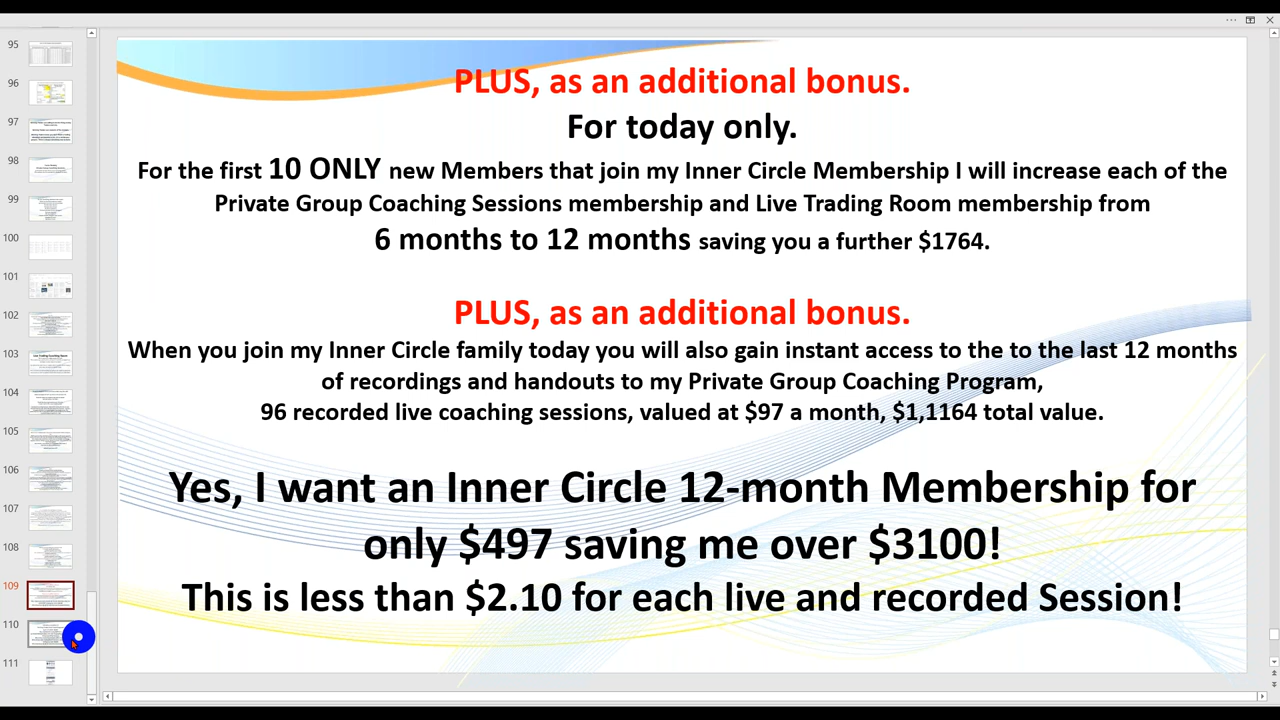 PLUS, as an additional bonus.
For today only.
For the first 10 ONLY new Members that join my Inner Circle Membership I will increase each of the
Private Group Coaching Sessions membership and Live Trading Room membership from
6 months to 12 months saving you a further $1764.
PLUS, as an additional bonus.
When you join my Inner Circle family today you will also gain instant access to the to the last 12 months
of recordings and handouts to my Private Group Coaching Program,
96 recorded live coaching sessions, valued at $97 a month, $1,1164 total value.
Yes, I want an Inner Circle 12-month Membership for
only $497 saving me over $3100!
This is less than $2.10 for each live and recorded Session!
95
96
97
98
99
100
101
102
103
104
105
106
107
108
109
110
111